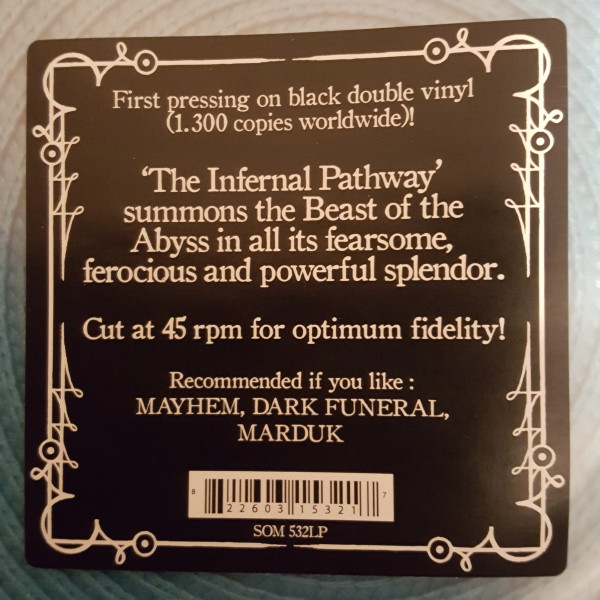 First pressing on black double vinyl
(1.300 copies worldwide)!
‘The Infernal Pathway’
summons the Beast of the
Abyss in all its fearsome,
ferocious and powerful splendor.
Cut at 45 rpm for optimum fidelity!
Recommended if you like :
MAYHEM, DARK FUNERAL,
MARDUK
8 22603 15321 7
SOM 532LP